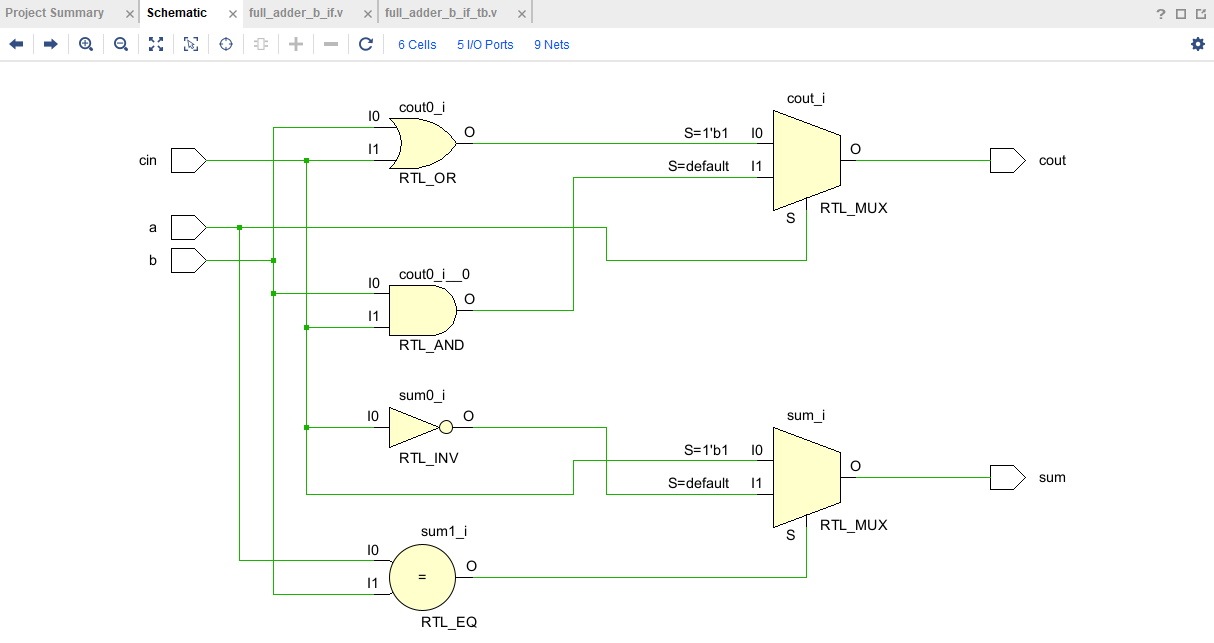 Project Summary × Schematic × full_adder_b_if.v × full_adder_b_if_tb.v × ?
6 Cells 5 I/O Ports 9 Nets
cout_i
cout0_i
I0
O
S=1'b1 I0
I1
O
cin
cout
S=default I1
RTL_OR
RTL_MUX
S
a
b
cout0_i__0
I0
O
I1
RTL_AND
sum0_i
sum_i
I0
O
S=1'b1 I0
RTL_INV
O
S=default I1
sum
RTL_MUX
sum1_i
S
I0
O
=
I1
RTL_EQ